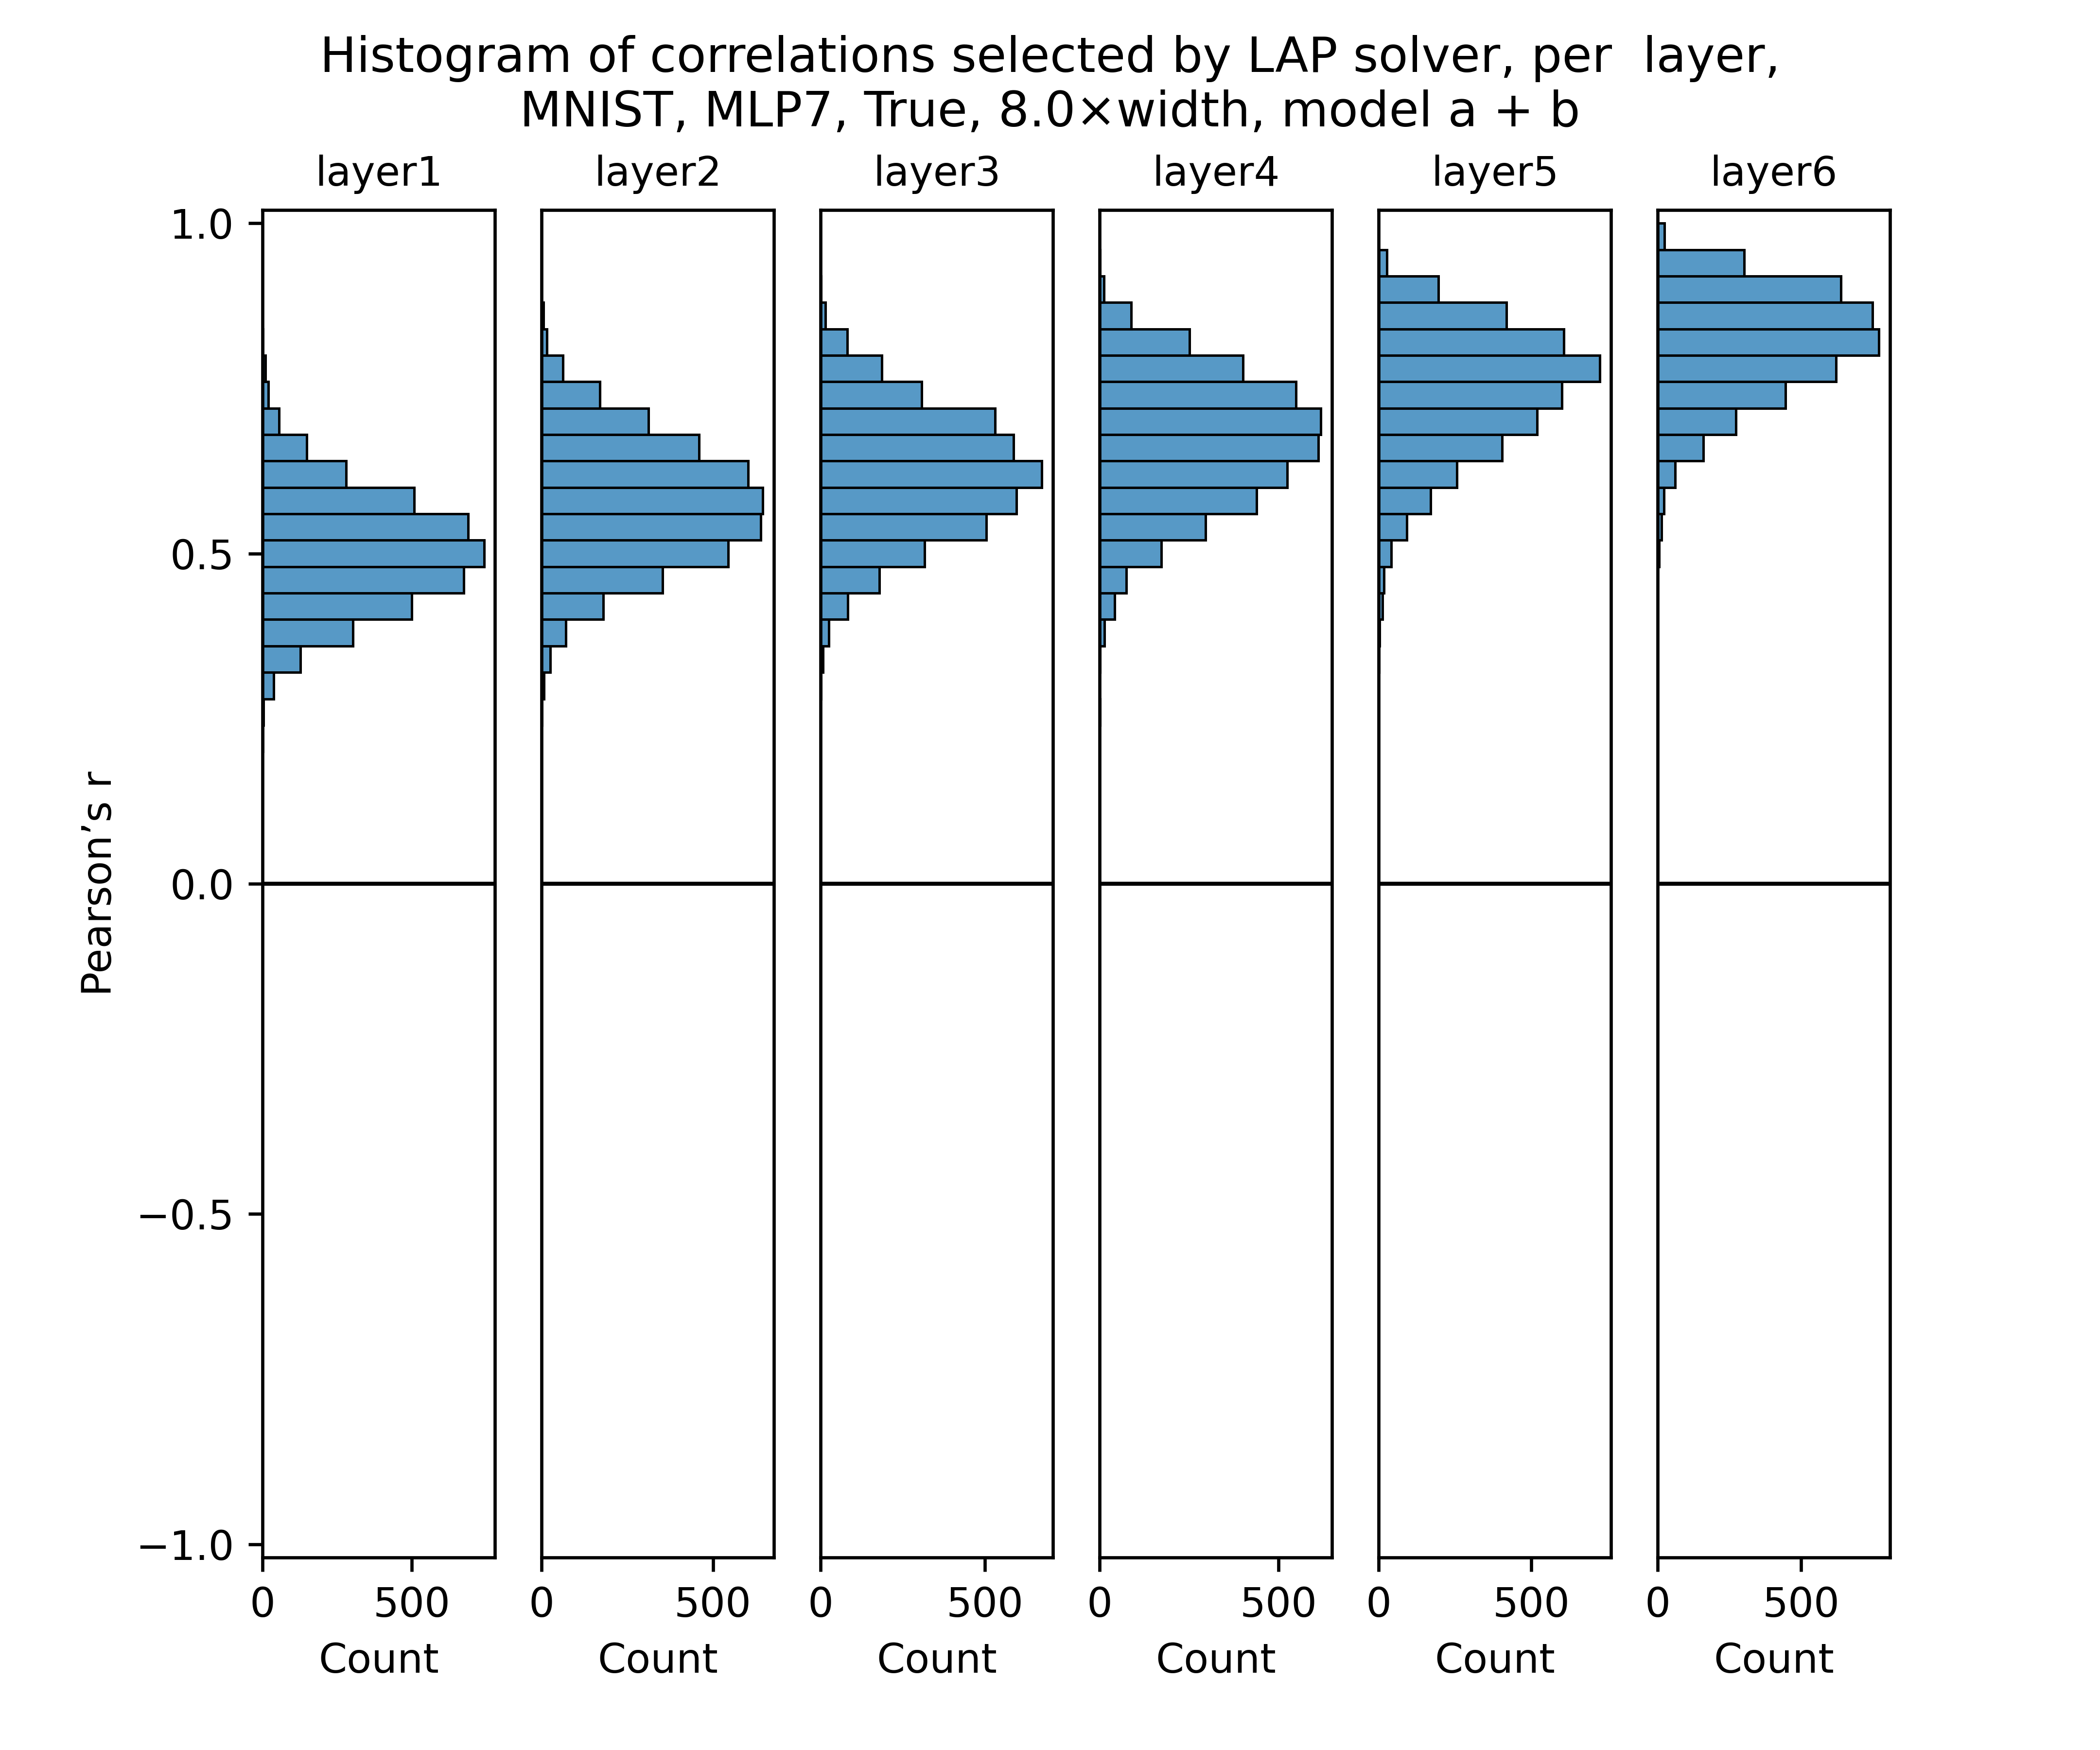 Histogram of correlations selected by LAP solver, per  layer,
MNIST, MLP7, True, 8.0×width, model a + b
layer1 layer2 layer3 layer4 layer5 layer6
1.0
0.5
0.0
−0.5
−1.0
Pearson’s r
0 500 0 500 0 500 0 500 0 500 0 500
Count Count Count Count Count Count